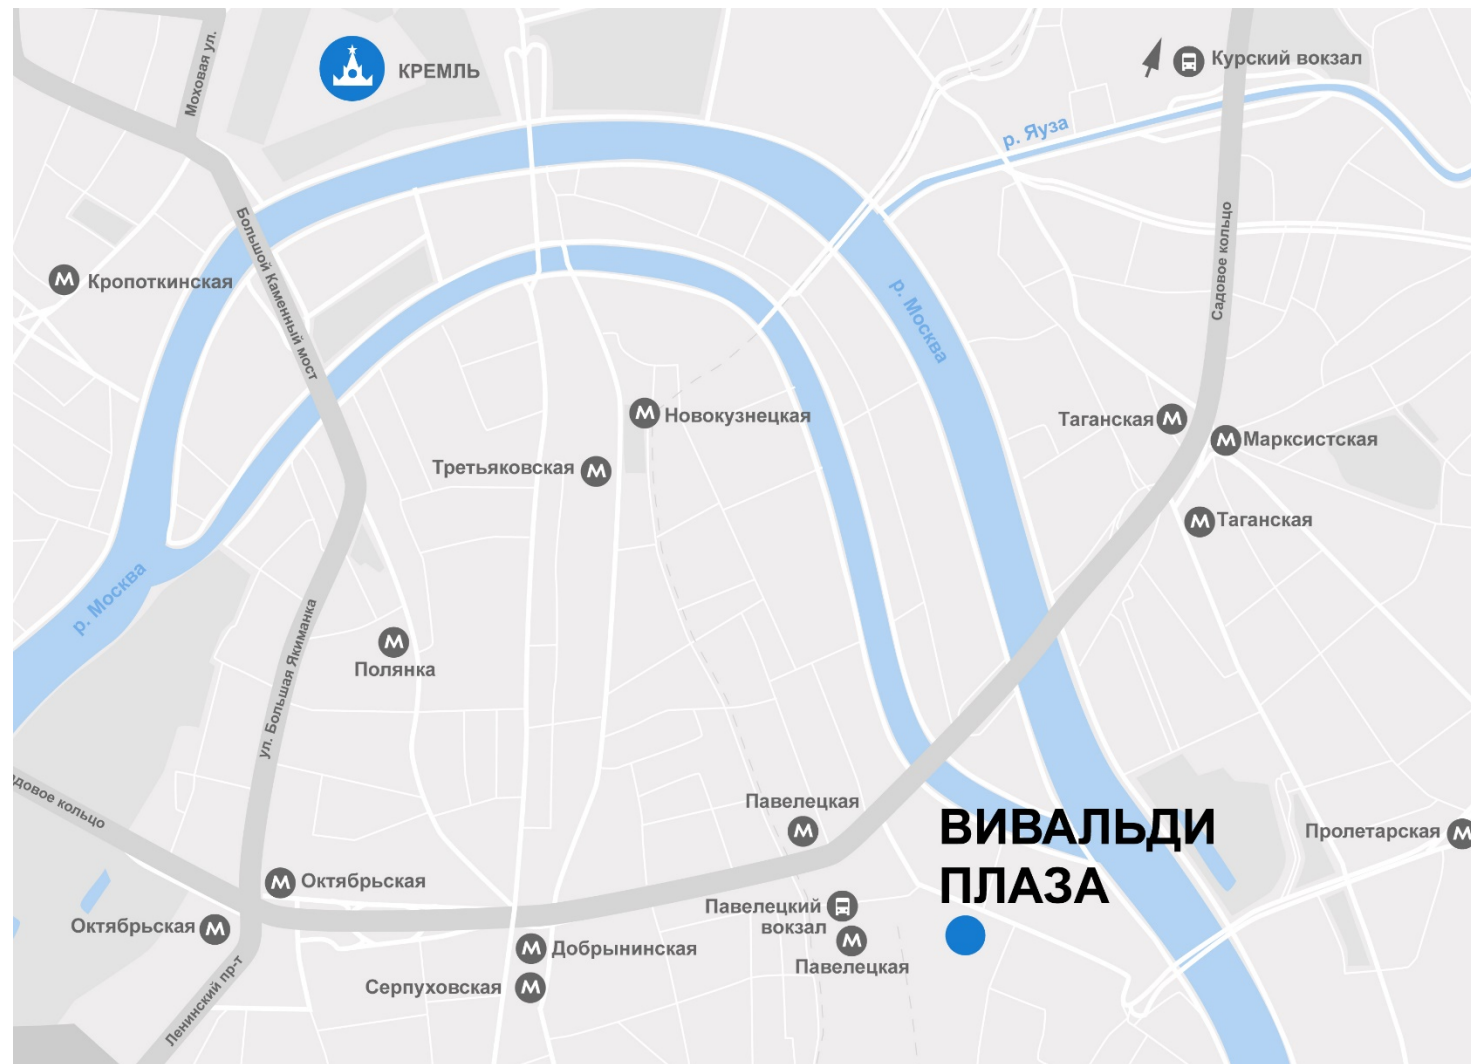 Моховая ул.
КРЕМЛЬ
Курский вокзал
р. Яуза
Кропоткинская
Большой Каменный мост
р. Москва
Садовое кольцо
Новокузнецкая
Таганская
Марксистская
Третьяковская
Таганская
р. Москва
ул. Большая Якиманка
Полянка
довое кольцо
Павелецкая
ВИВАЛЬДИ
ПЛАЗА
Пролетарская
Октябрьская
Октябрьская
Павелецкий
вокзал
Павелецкая
Добрынинская
Серпуховская
Ленинский пр-т